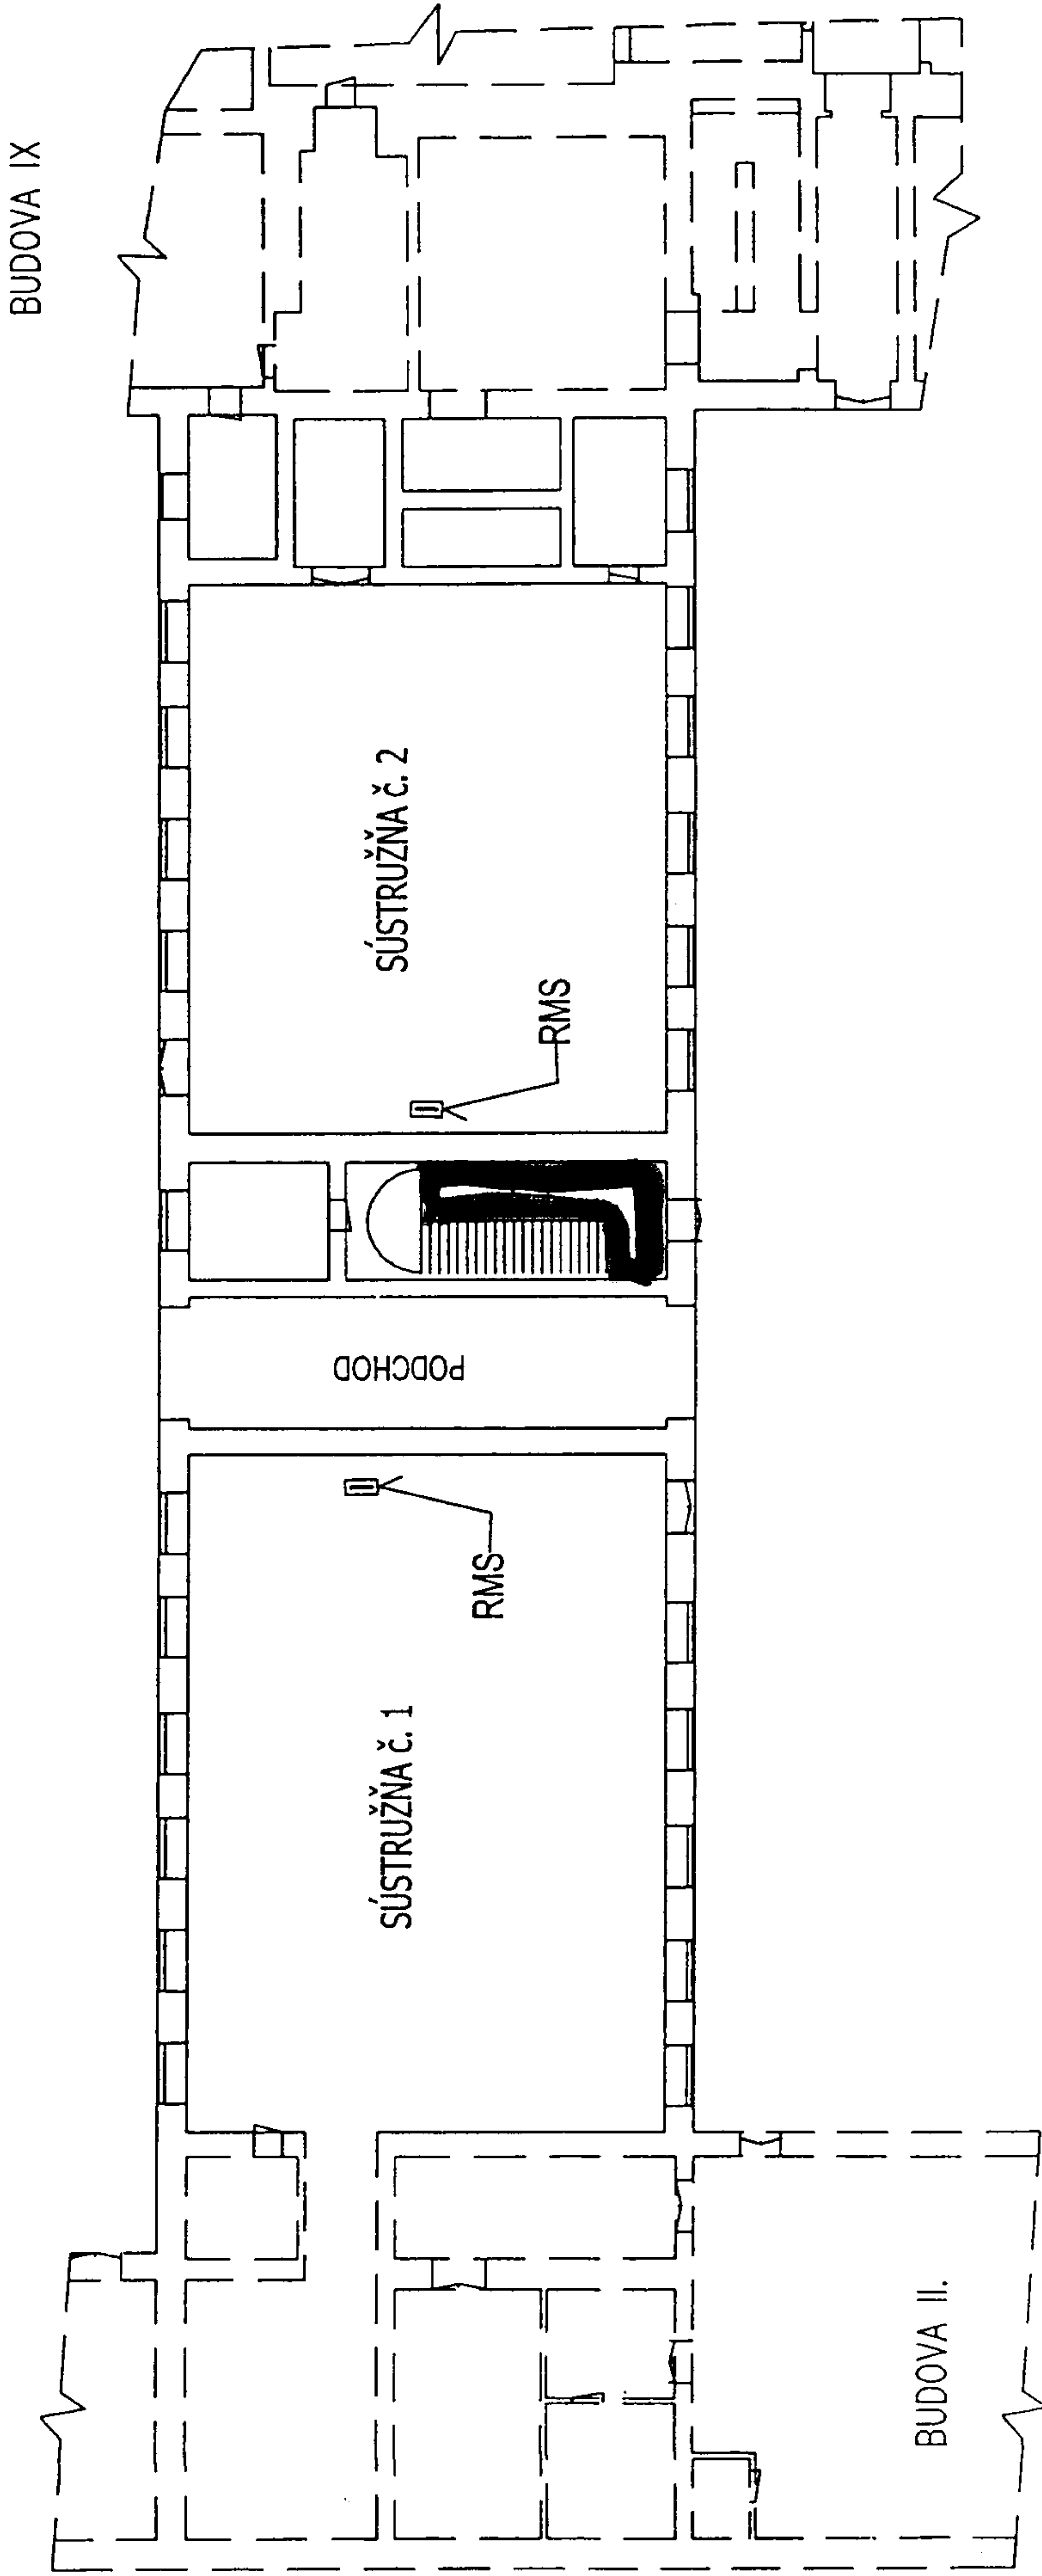 BUDOVA IX
SÚSTRUŽŇA č. 2
RMS
PODCHOD
RMS
SÚSTRUŽŇA č. 1
BUDOVA II.